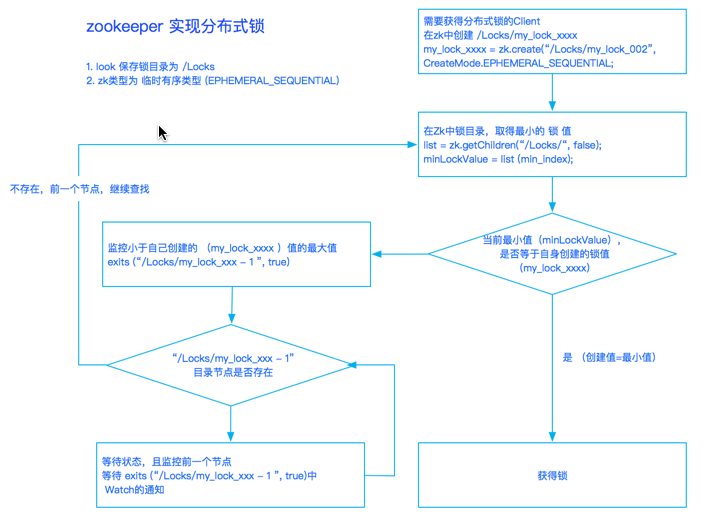 zookeeper 实现分布式锁
1. look 保存锁目录为 /Locks
2. zk类型为 临时有序类型 (EPHEMERAL_SEQUENTIAL)
需要获得分布式锁的Client
在zk中创建 /Locks/my_lock_xxxx
my_lock_xxxx = zk.create(“/Locks/my_lock_002”,
CreateMode.EPHEMERAL_SEQUENTIAL;
在Zk中锁目录，取得最小的 锁 值
list = zk.getChildren(“/Locks/“, false);
minLockValue = list (min_index);
不存在，前一个节点，继续查找
监控小于自己创建的 （my_lock_xxxx ）值的最大值
exits (“/Locks/my_lock_xxx – 1 ”, true)
当前最小值（minLockValue），
是否等于自身创建的锁值
（my_lock_xxxx）
“/Locks/my_lock_xxx – 1”
目录节点是否存在
是 （创建值=最小值）
等待状态，且监控前一个节点
等待 exits (“/Locks/my_lock_xxx – 1 ”, true)中
Watch的通知
获得锁